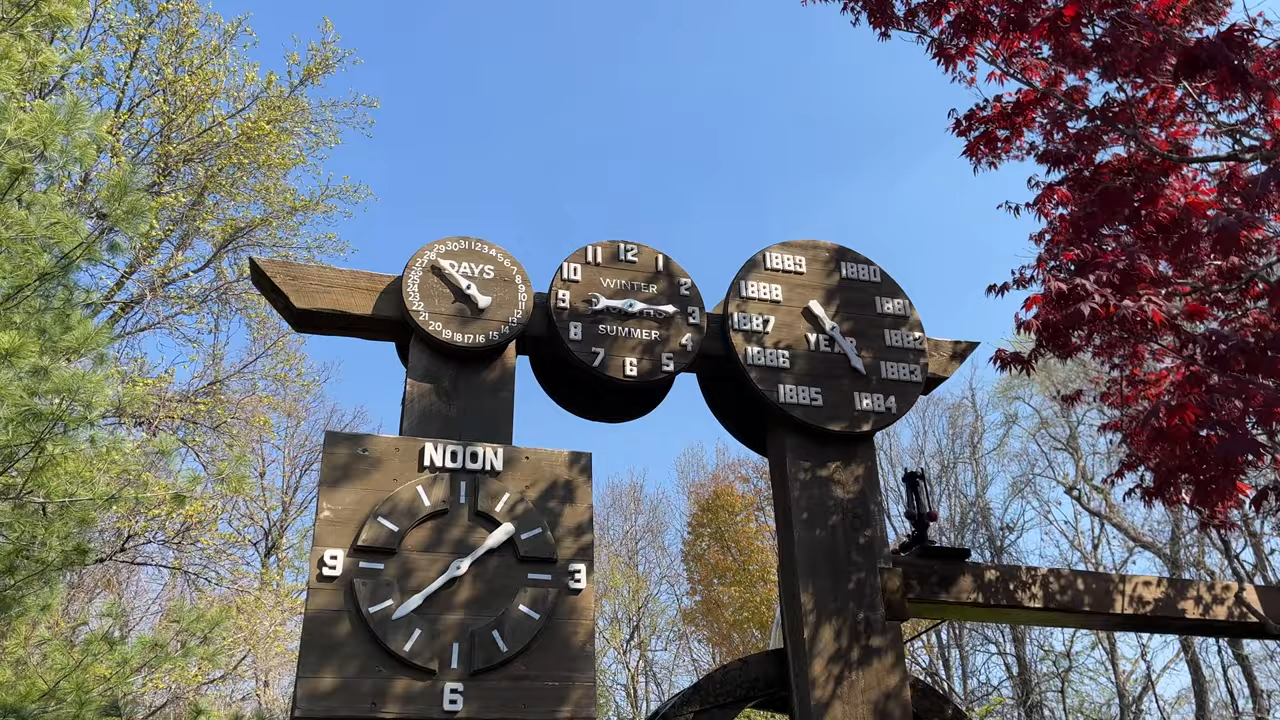 29 30 31 1 2 3 4 5 6 7 8 9 10 11 12 13 14 15 16 17 18 19 20 21 22 23 24 25 26 27 28
DAYS
12
11 1
10 2
WINTER
9 3
SUMMER
8 4
7 5
6
1889 1880
1888 1881
1887 1882
YEAR
1886 1883
1885 1884
NOON
9 3
6